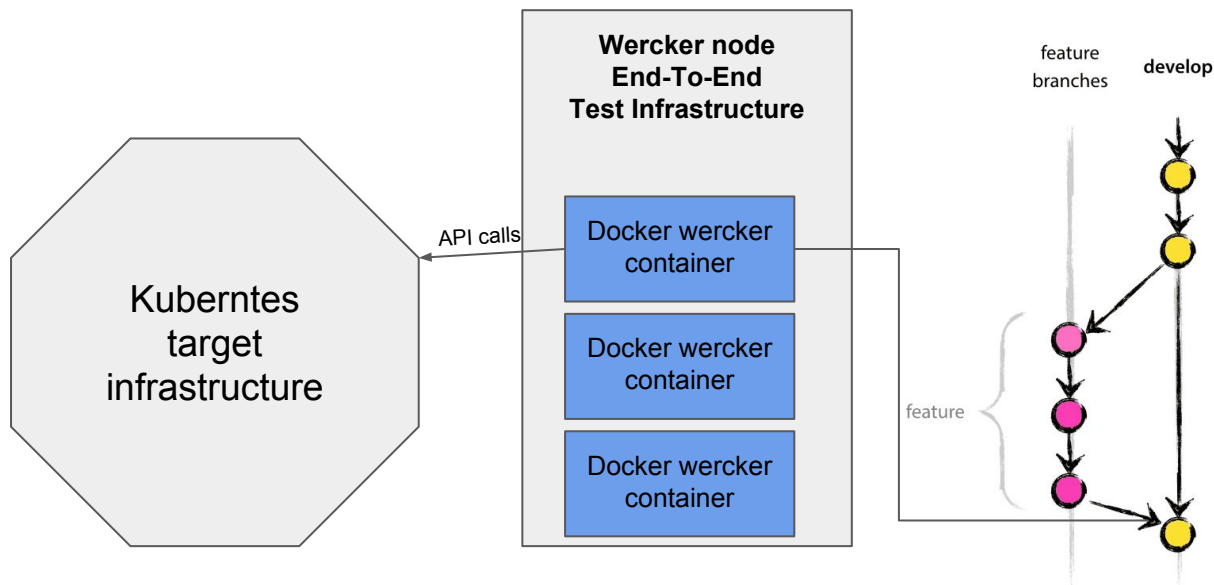 Wercker node
End-To-End
Test Infrastructure
feature
branches
develop
API calls
Docker wercker
container
Kuberntes
target
infrastructure
Docker wercker
container
feature
Docker wercker
container